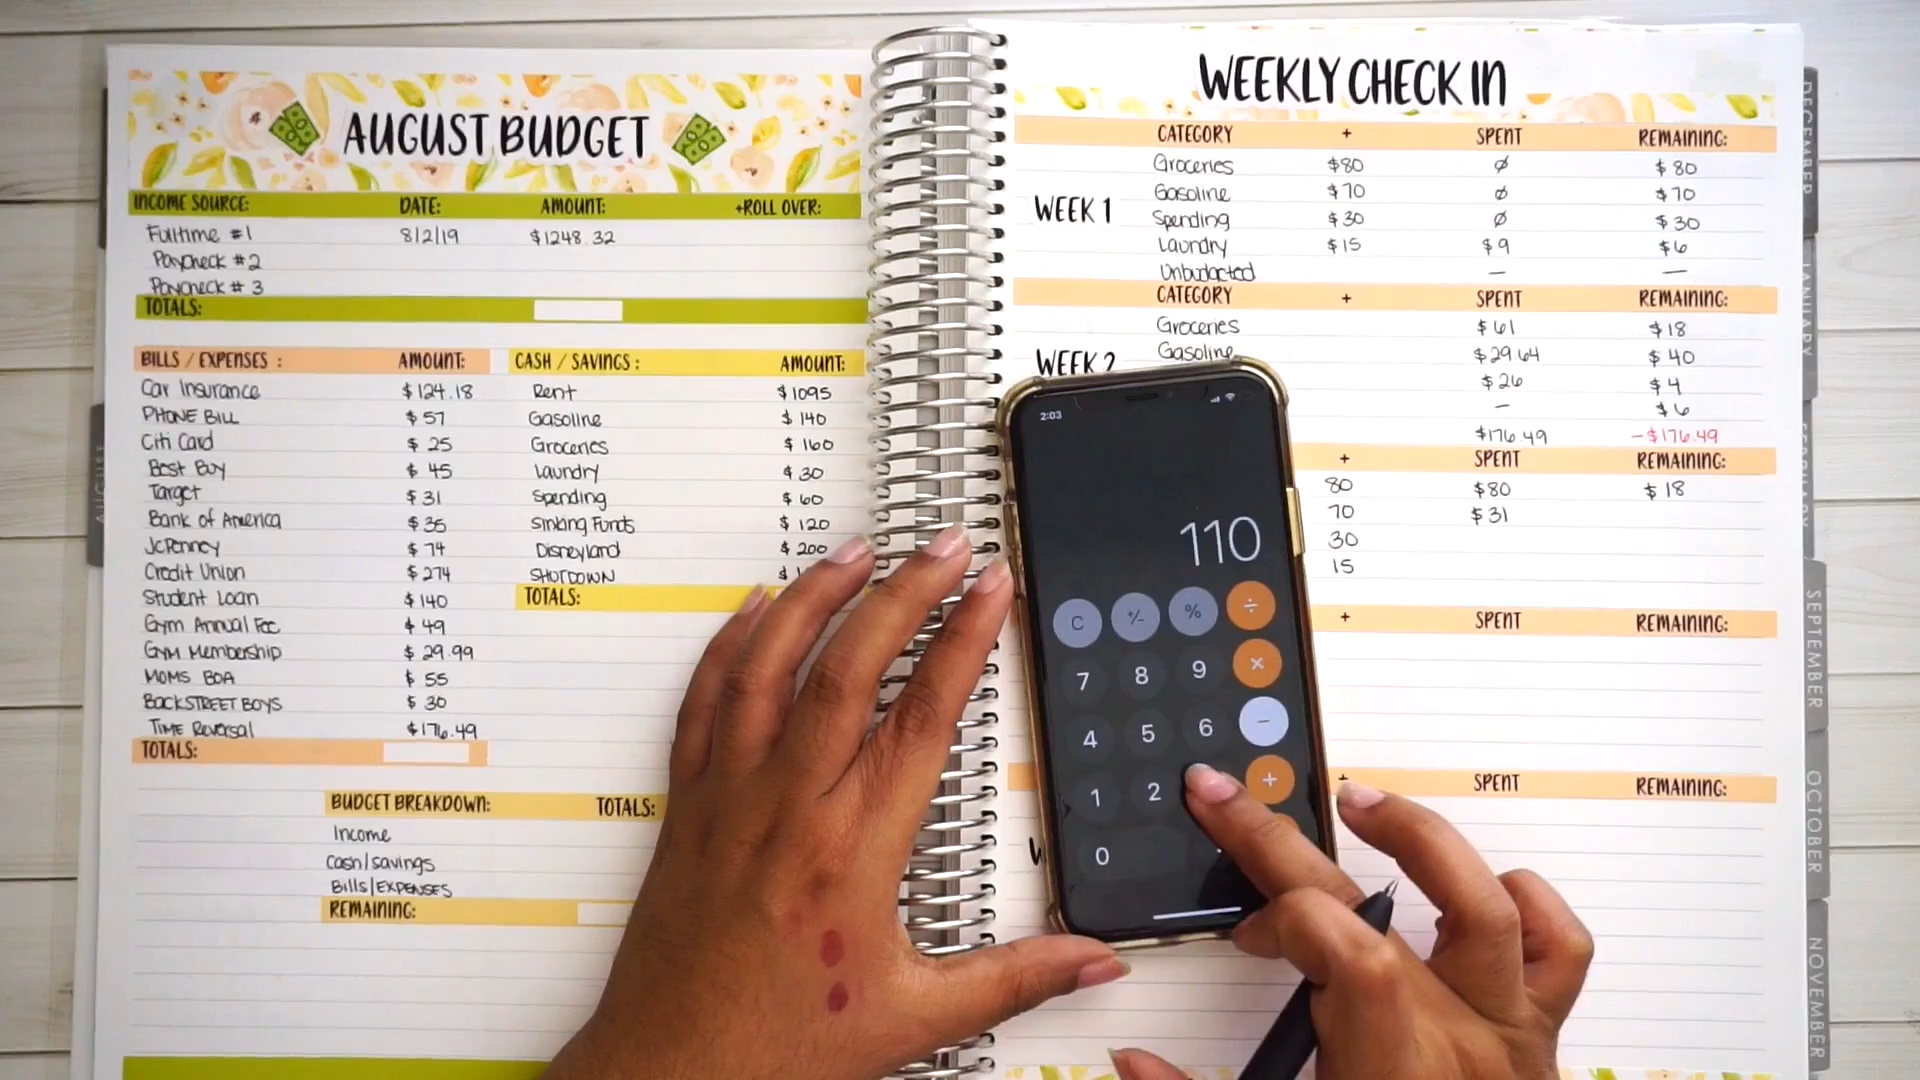 AUGUST BUDGET
INCOME SOURCE: DATE: AMOUNT: +ROLL OVER:
Fulltime #1 8/2/19 $1248.32
Paycheck #2
Paycheck #3
TOTALS:
BILLS / EXPENSES : AMOUNT:
Car Insurance $124.18
PHONE BILL $57
Citi Card $25
Best Buy $45
Target $31
Bank of America $35
JcPenney $74
Credit Union $274
Student Loan $140
Gym Annual Fee $49
Gym Membership $29.99
MOMS BOA $55
BACKSTREET BOYS $30
TIME Reversal $176.49
TOTALS:
CASH / SAVINGS : AMOUNT:
Rent $1095
Gasoline $140
Groceries $160
Laundry $30
Spending $60
Sinking Funds $120
Disneyland $200
SHUTDOWN
TOTALS:
BUDGET BREAKDOWN: TOTALS:
Income
Cash/savings
Bills/EXPENSES
REMAINING:
WEEKLY CHECK IN
CATEGORY + SPENT REMAINING:
WEEK 1
Groceries $80 ∅ $80
Gasoline $70 ∅ $70
Spending $30 ∅ $30
Laundry $15 $9 $6
Unbudgeted — —
CATEGORY + SPENT REMAINING:
WEEK 2
Groceries $61 $18
Gasoline $29.64 $40
$26 $4
— $6
$176.49 -$176.49
+ SPENT REMAINING:
80 $80 $18
70 $31
30
15
+ SPENT REMAINING:
+ SPENT REMAINING:
2:03
110
C +/- % ÷
7 8 9 ×
4 5 6 −
1 2 +
0
AUGUST
DECEMBER
JANUARY
FEBRUARY
SEPTEMBER
OCTOBER
NOVEMBER